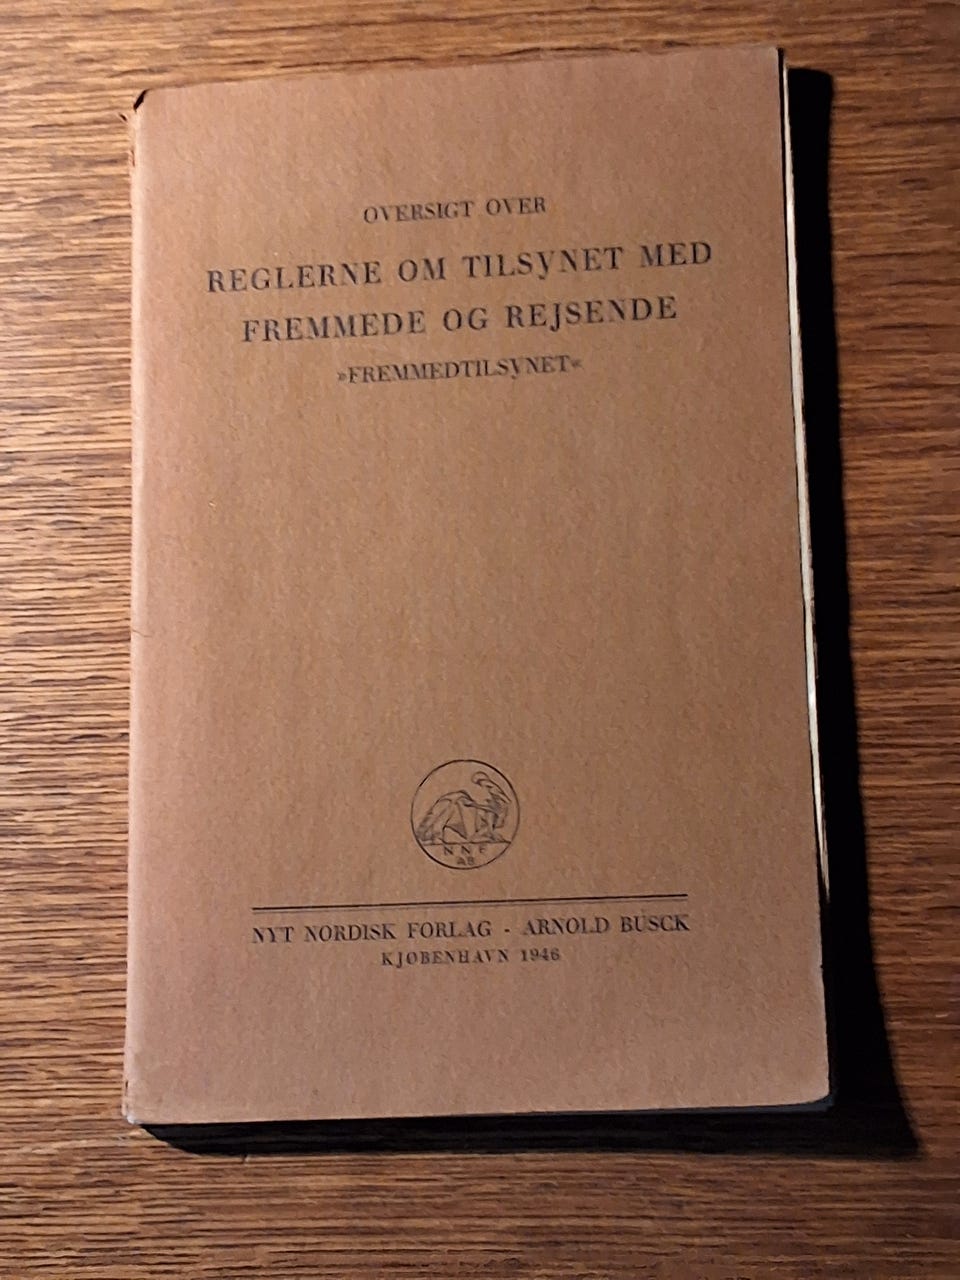 OVERSIGT OVER
REGLERNE OM TILSYNET MED
FREMMEDE OG REJSENDE
»FREMMEDTILSYNET«
NNF
AB
NYT NORDISK FORLAG - ARNOLD BUSCK
KJØBENHAVN 1946